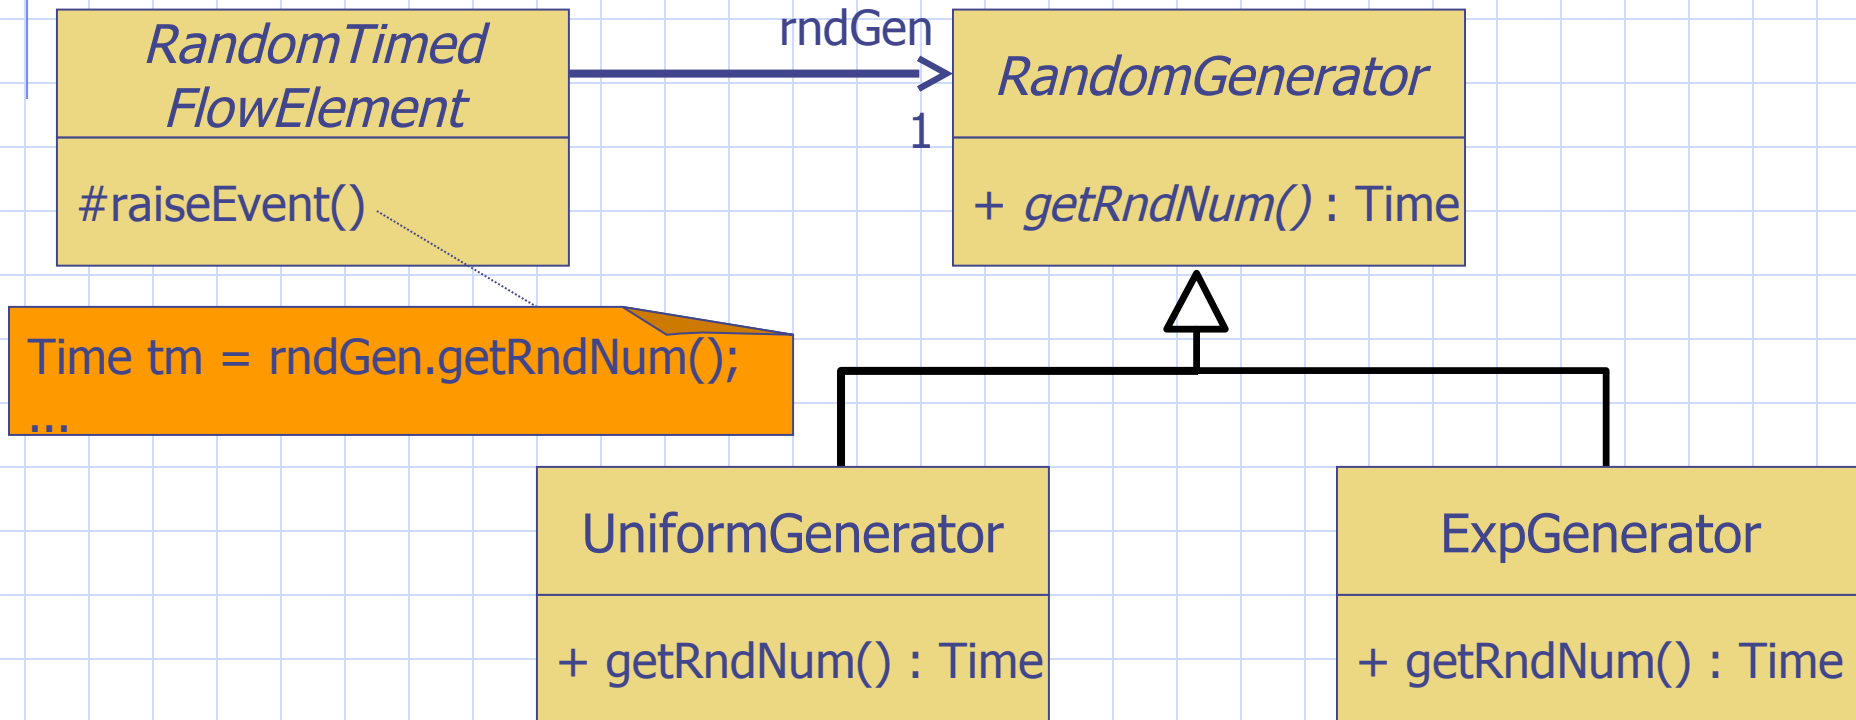 RandomTimed
FlowElement
#raiseEvent()
rndGen
1
RandomGenerator
+ getRndNum() : Time
Time tm = rndGen.getRndNum();
...
UniformGenerator
+ getRndNum() : Time
ExpGenerator
+ getRndNum() : Time